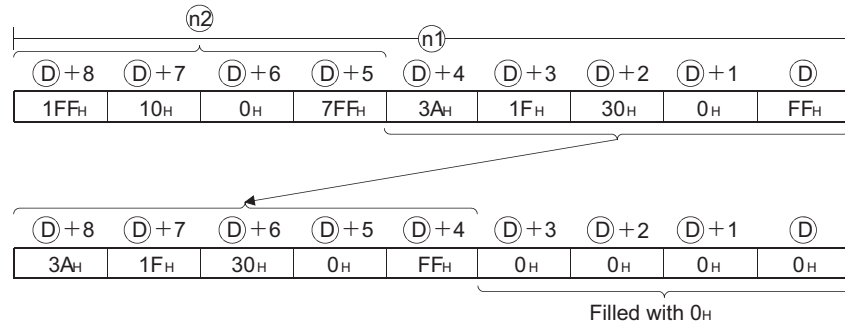 n2
n1
D+8 D+7 D+6 D+5 D+4 D+3 D+2 D+1 D
1FFH 10H 0H 7FFH 3AH 1FH 30H 0H FFH
D+8 D+7 D+6 D+5 D+4 D+3 D+2 D+1 D
3AH 1FH 30H 0H FFH 0H 0H 0H 0H
Filled with 0H